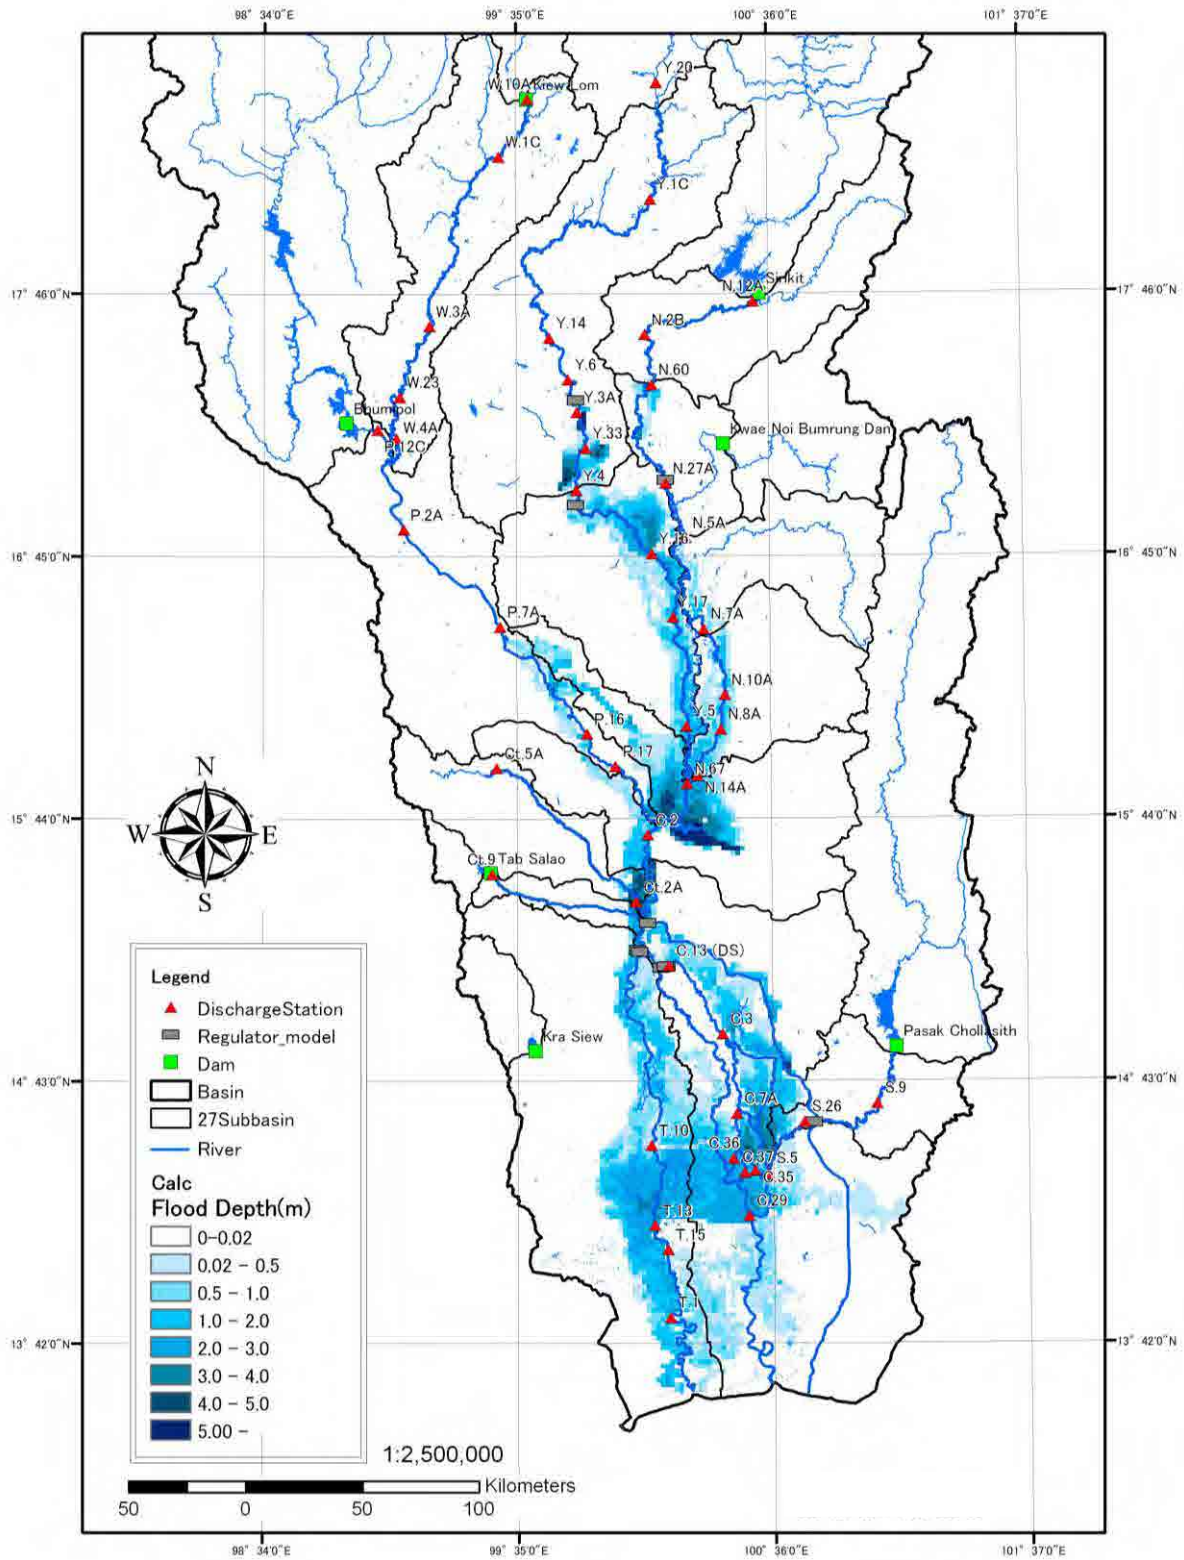 98° 34'0"E
99° 35'0"E
100° 36'0"E
101° 37'0"E
Y.20
W.10A
Kiew Lom
W.1C
Y.1C
Sirikit
N.12A
17° 46'0"N
17° 46'0"N
W.3A
Y.14
N.2B
Y.6
N.60
W.23
Y.3A
Bhumipol
W.4A
Y.33
Kwae Noi Bumrung Dan
P.12C
N.27A
Y.4
P.2A
N.5A
Y.16
16° 45'0"N
16° 45'0"N
Y.17
P.7A
N.7A
N.10A
Y.5
N.8A
P.16
P.17
Ct.5A
N.67
N.14A
N
W
E
S
C.2
15° 44'0"N
15° 44'0"N
Ct.9
Tab Salao
Ct.2A
C.13 (DS)
C.3
Kra Siew
Pasak Chollasith
14° 43'0"N
14° 43'0"N
S.9
C.7A
S.26
T.10
C.36
C.37
S.5
C.35
C.29
T.13
T.15
T.1
13° 42'0"N
13° 42'0"N
Legend
DischargeStation
Regulator_model
Dam
Basin
27Subbasin
River
Calc
Flood Depth(m)
0-0.02
0.02 - 0.5
0.5 - 1.0
1.0 - 2.0
2.0 - 3.0
3.0 - 4.0
4.0 - 5.0
5.00 -
1:2,500,000
Kilometers
50
0
50
100
98° 34'0"E
99° 35'0"E
100° 36'0"E
101° 37'0"E